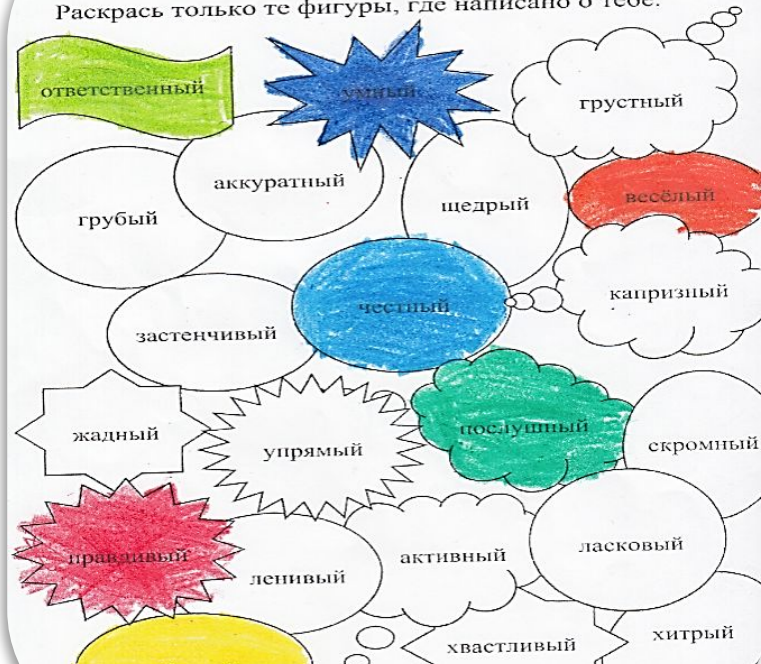 Раскрась только те фигуры, где написано о тебе.
ответственный
умный
грустный
грубый
аккуратный
щедрый
весёлый
застенчивый
честный
капризный
жадный
упрямый
послушный
скромный
правдивый
ленивый
активный
ласковый
хвастливый
хитрый